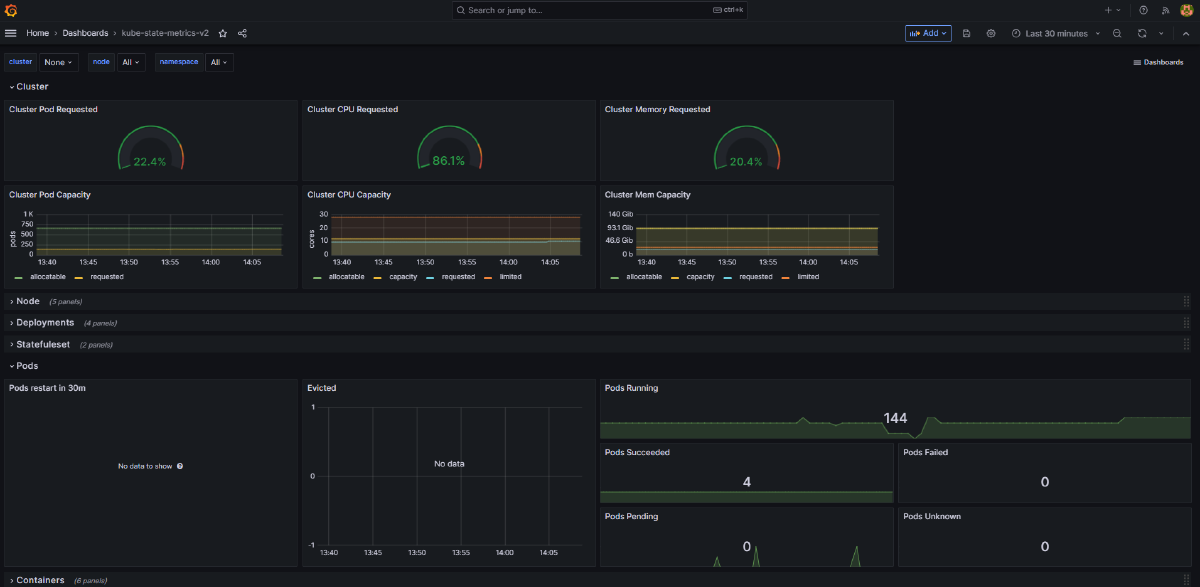 Search or jump to... ctrl+k
Home › Dashboards › kube-state-metrics-v2
Add
Last 30 minutes
cluster None node All namespace All
Dashboards
Cluster
Cluster Pod Requested
22.4%
Cluster CPU Requested
86.1%
Cluster Memory Requested
20.4%
Cluster Pod Capacity
1 K
750
500
250
0
pods
13:40 13:45 13:50 13:55 14:00 14:05
allocatable requested
Cluster CPU Capacity
30
20
10
0
cores
13:40 13:45 13:50 13:55 14:00 14:05
allocatable capacity requested limited
Cluster Mem Capacity
140 Gib
93.1 Gib
46.6 Gib
0 b
13:40 13:45 13:50 13:55 14:00 14:05
allocatable capacity requested limited
Node (5 panels)
Deployments (4 panels)
Statefuleset (2 panels)
Pods
Pods restart in 30m
No data to show
Evicted
1
0
-1
No data
13:40 13:45 13:50 13:55 14:00 14:05
Pods Running
144
Pods Succeeded
4
Pods Failed
0
Pods Pending
0
Pods Unknown
0
Containers (6 panels)